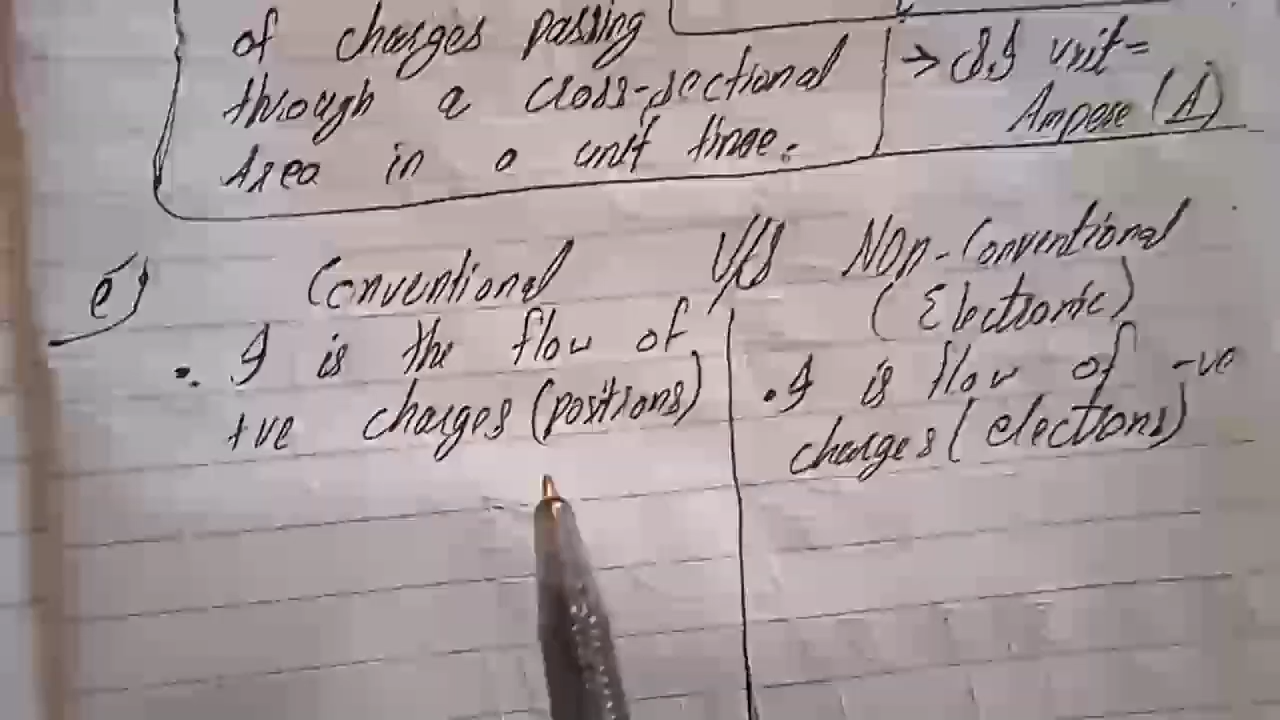 of charges passing
through a cross-sectional
Area in a unit time.
→ S.I unit =
Ampere (A)
e) Conventional V/S Non-Conventional
(Electronic)
• I is the flow of
+ve charges (positrons)
• I is flow of -ve
charges (electrons)